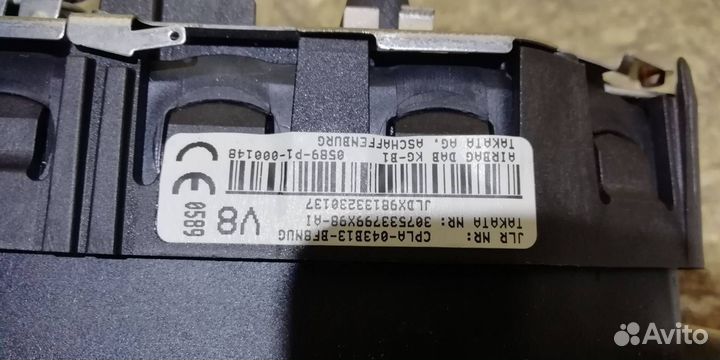 JLR NR: CPLA-043B13-BF8NUG
TAKATA NR: 307533799X98-AI
JLDX98133230137
V8
AIRBAG DAB KG-B1 0589-P1-000148
TAKATA AG. ASCHAFFENBURG
CE 0589
Avito